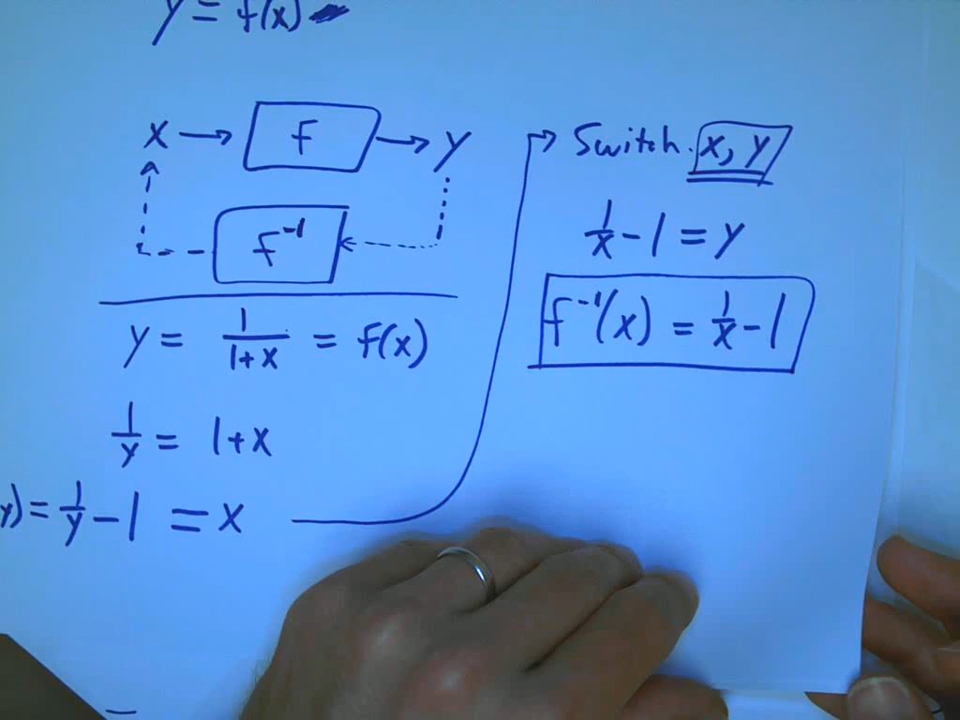 y = f(x)
x → f → y
f⁻¹
y = 1/(1+x) = f(x)
1/y = 1+x
y) = 1/y - 1 = x
Switch x, y
1/x - 1 = y
f⁻¹(x) = 1/x - 1